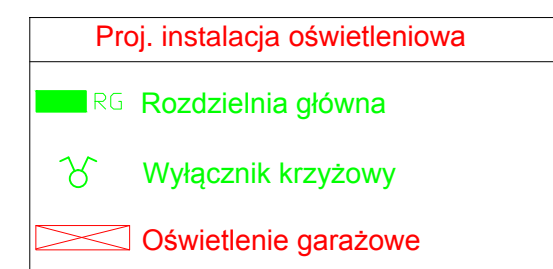 Proj. instalacja oświetleniowa
RG Rozdzielnia główna
Wyłącznik krzyżowy
Oświetlenie garażowe